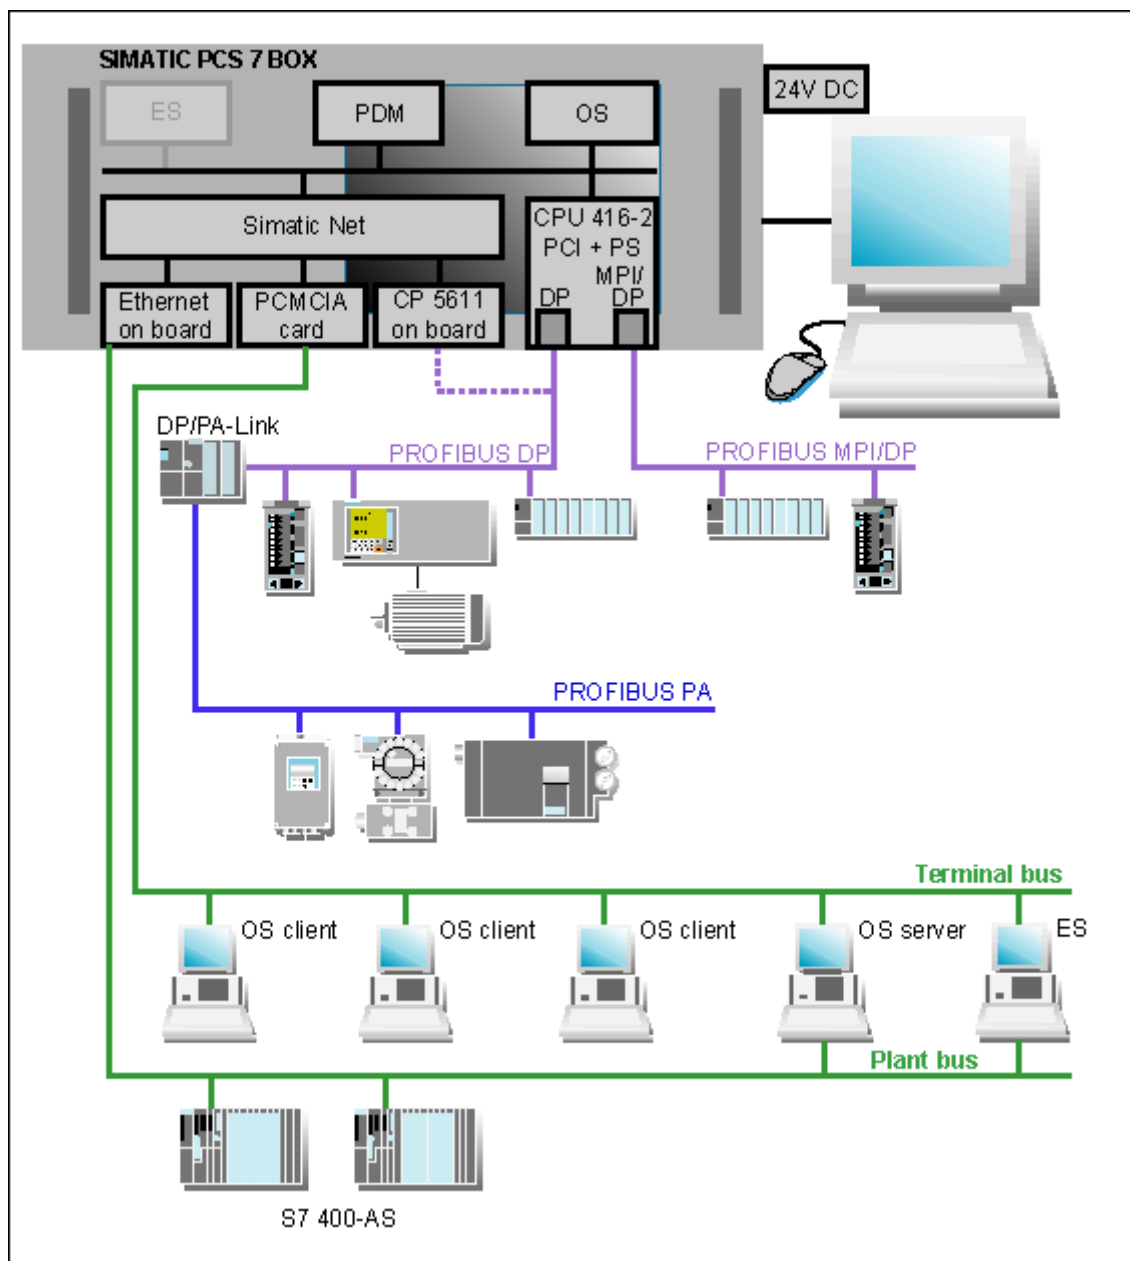 SIMATIC PCS 7 BOX
24V DC
ES
PDM
OS
Simatic Net
CPU 416-2
PCI + PS
MPI/
DP
DP
Ethernet
on board
PCMCIA
card
CP 5611
on board
DP/PA-Link
PROFIBUS DP
PROFIBUS MPI/DP
PROFIBUS PA
Terminal bus
OS client
OS client
OS client
OS server
ES
Plant bus
S7 400-AS